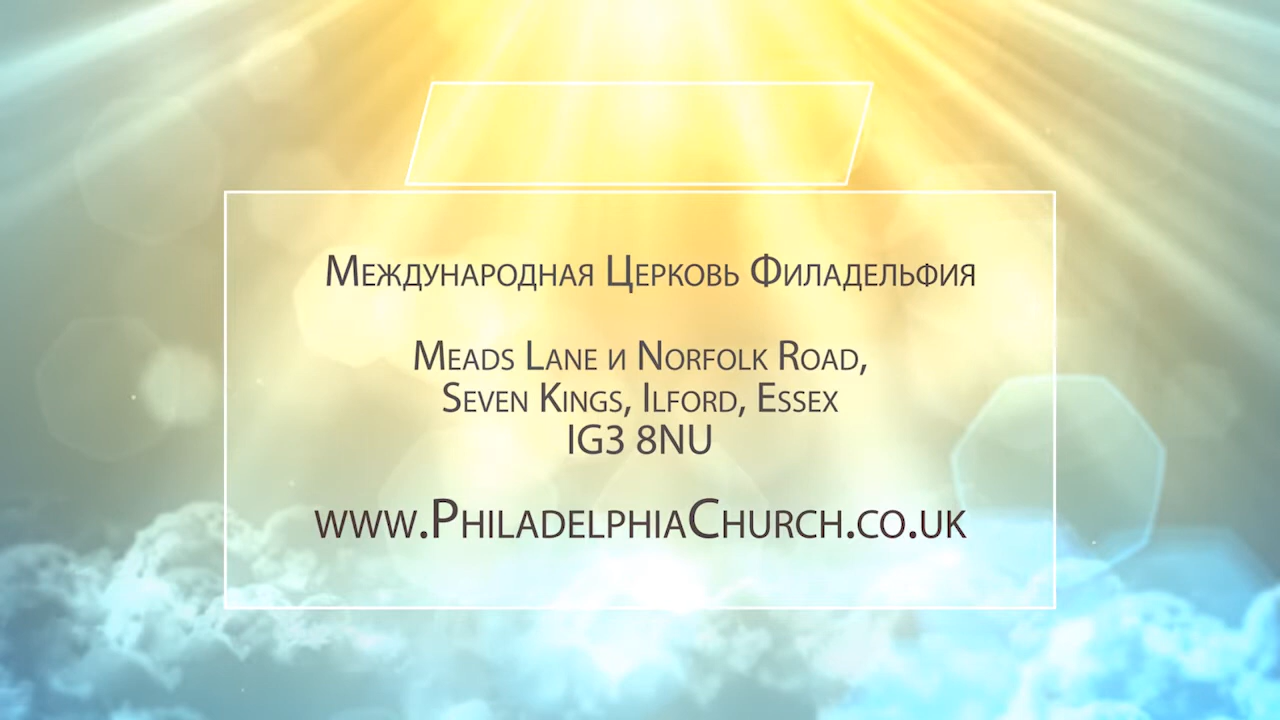 Международная Церковь Филадельфия
Meads Lane и Norfolk Road,
Seven Kings, Ilford, Essex
IG3 8NU
www.PhiladelphiaChurch.co.uk